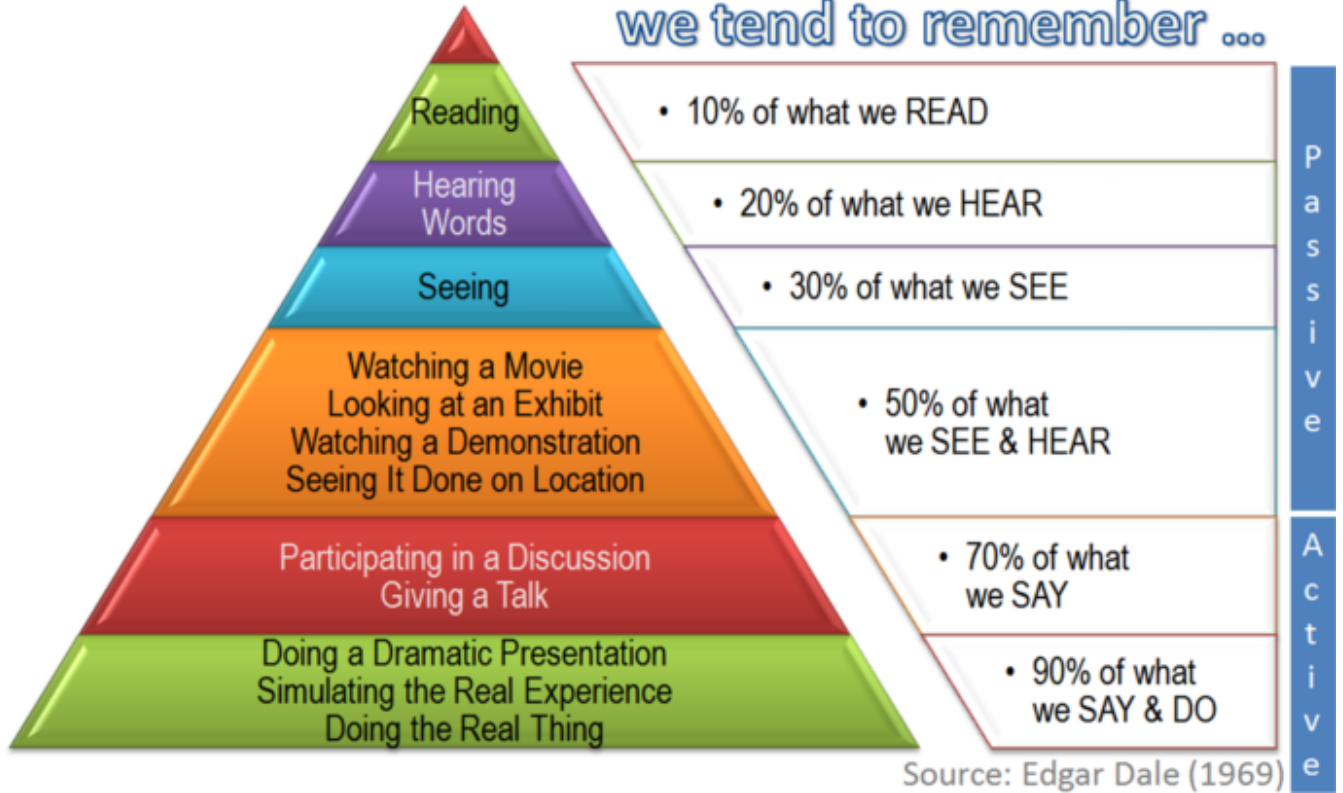 we tend to remember ...
Reading
• 10% of what we READ
Hearing
Words
• 20% of what we HEAR
Seeing
• 30% of what we SEE
Watching a Movie
Looking at an Exhibit
Watching a Demonstration
Seeing It Done on Location
• 50% of what
we SEE & HEAR
Participating in a Discussion
Giving a Talk
• 70% of what
we SAY
Doing a Dramatic Presentation
Simulating the Real Experience
Doing the Real Thing
• 90% of what
we SAY & DO
Passive
Active
Source: Edgar Dale (1969)